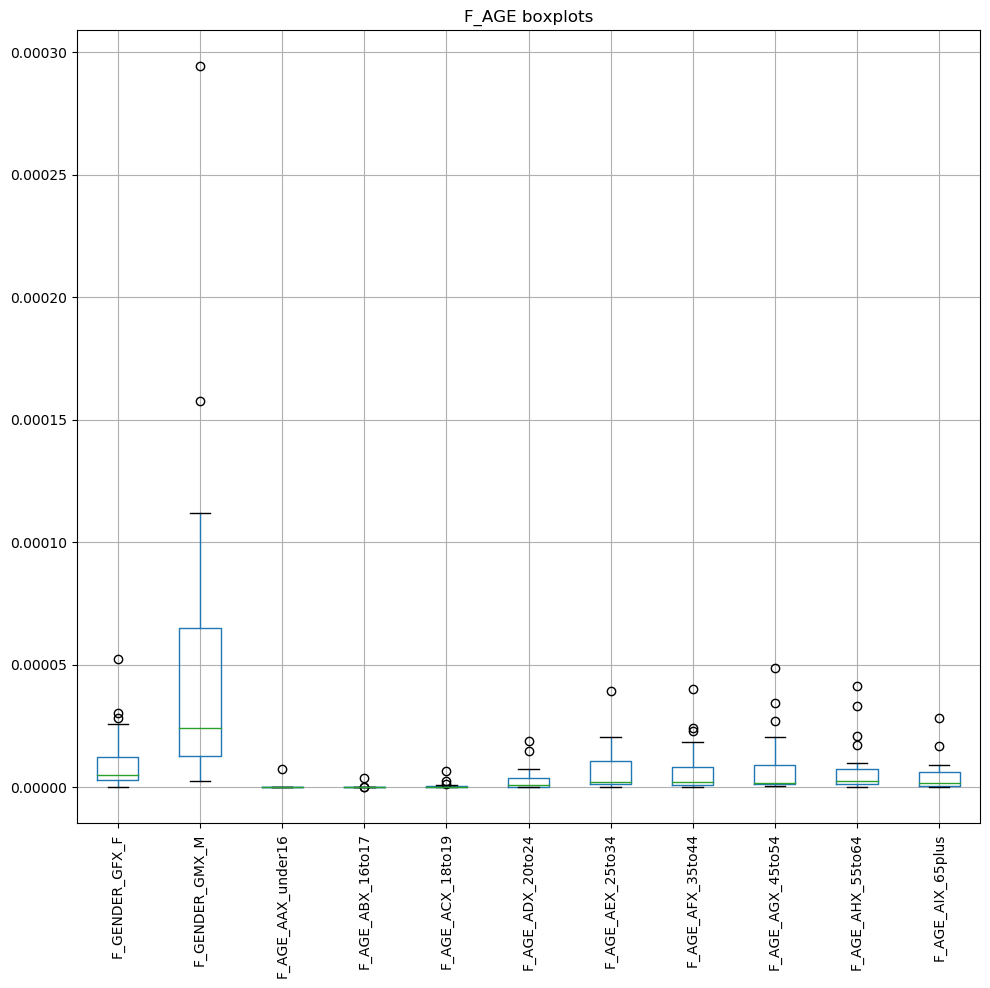 F_AGE boxplots
0.00030
0.00025
0.00020
0.00015
0.00010
0.00005
0.00000
F_GENDER_GFX_F
F_GENDER_GMX_M
F_AGE_AAX_under16
F_AGE_ABX_16to17
F_AGE_ACX_18to19
F_AGE_ADX_20to24
F_AGE_AEX_25to34
F_AGE_AFX_35to44
F_AGE_AGX_45to54
F_AGE_AHX_55to64
F_AGE_AIX_65plus